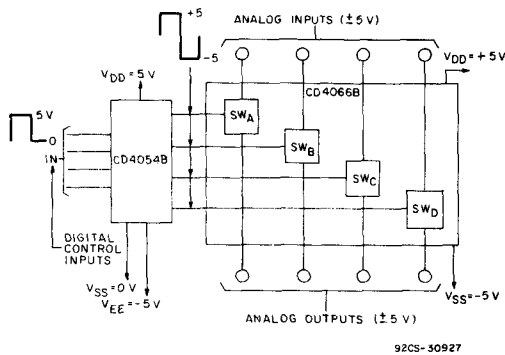 +5
-5
ANALOG INPUTS (±5 V)
VDD = +5 V
VDD = 5 V
CD4066B
5 V
0
IN
CD4054B
SWA
SWB
SWC
SWD
DIGITAL
CONTROL
INPUTS
VSS = 0 V
VEE = -5 V
VSS = -5 V
ANALOG OUTPUTS (±5 V)
92CS-30927